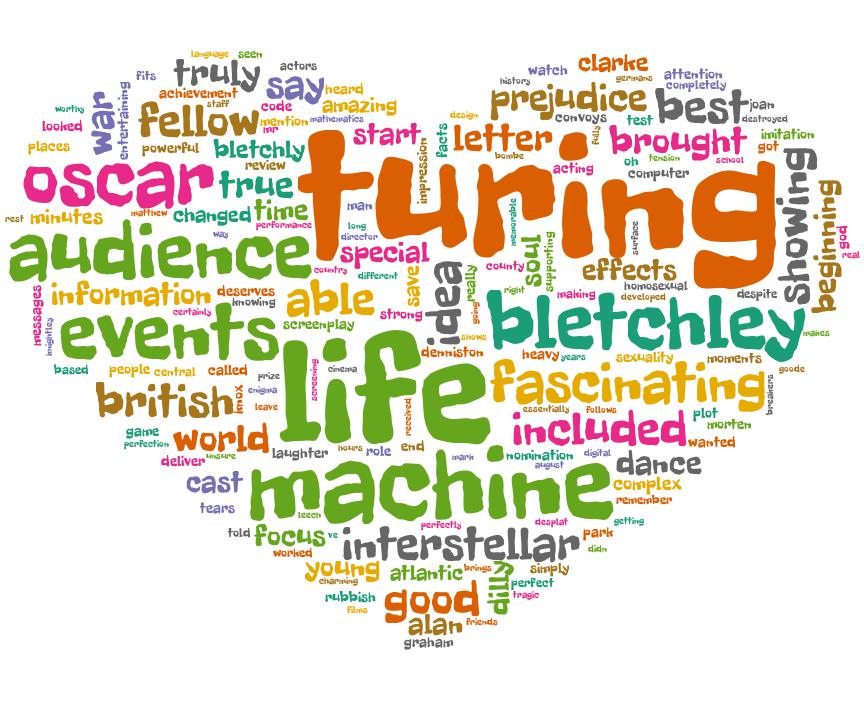 language
seen
fits
truly
actors
worthy
war
entertaining
achievement
staff
say
heard
code
amazing
looked
fellow
mention
mathematics
mr
places
powerful
bletchly
start
review
oscar
true
turing
impression
facts
history
watch
clarke
germans
attention
completely
design
prejudice
convoys
best
joan
test
destroyed
letter
bombe
fully
brought
imitation
got
acting
oh
tension
school
computer
rest
minutes
matthew
changed
time
performance
man
long
director
way
audience
country
special
different
memorable
soul
supporting
surface
showing
beginning
god
real
county
effects
messages
information
deserves
knowing
certainly
able
save
strong
idea
really
going
right
making
homosexual
developed
despite
knightley
events
screenplay
shows
bletchley
makes
denniston
heavy
years
sexuality
moments
goode
based
people
central
called
prize
enigma
leave
screening
cinema
life
received
fascinating
breakers
essentially
follows
british
knox
plot
morten
game
perfection
world
included
wanted
deliver
unsure
laughter
hours
role
end
mark
nomination
august
digital
dance
cast
machine
complex
remember
tears
leech
perfectly
desplat
getting
told
focus
ve
interstellar
park
didn
worked
young
charming
atlantic
brings
dilly
simply
perfect
tragic
rubbish
films
good
alan
friends
graham